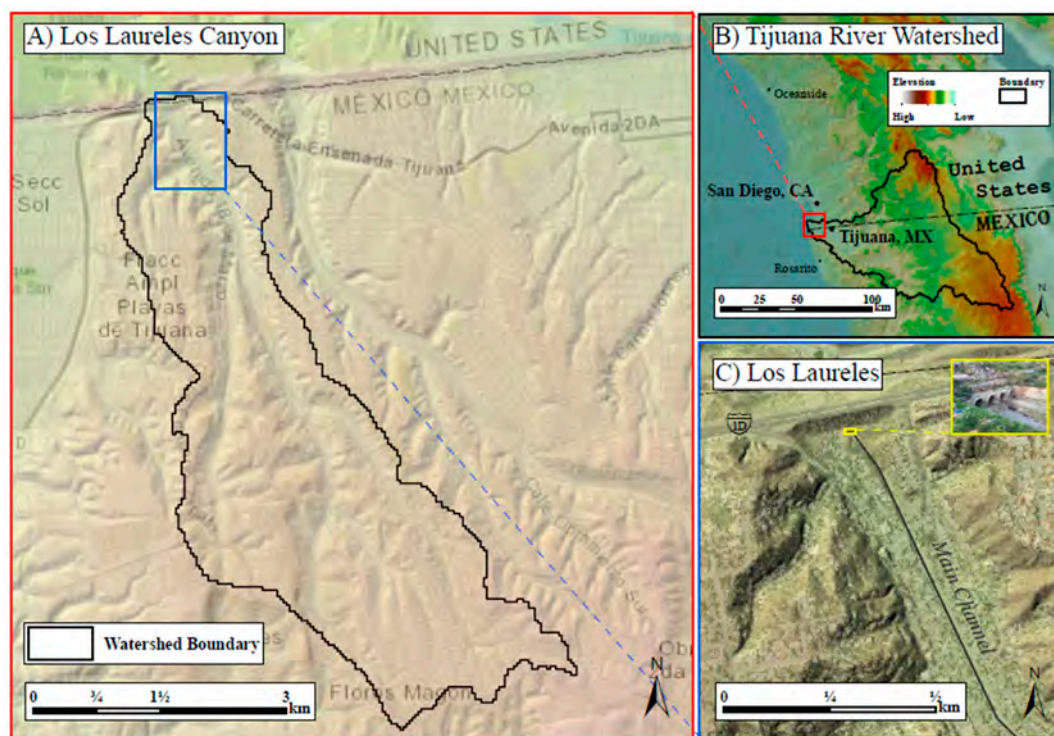 A) Los Laureles Canyon
UNITED STATES
MEXICO MEXICO
Carretera Ensenada-Tijuana
Avenida 2DA
Secc
Sol
Fracc
Ampl
Playas
de Tijuana
Flores Magon
Watershed Boundary
N
0 ¾ 1½ 3
km
B) Tijuana River Watershed
Elevation
High Low
Boundary
Oceanside
United
States
San Diego, CA
MEXICO
Tijuana, MX
Rosarito
0 25 50 100
km
N
C) Los Laureles
1D
Main Channel
N
0 ¼ ½
km